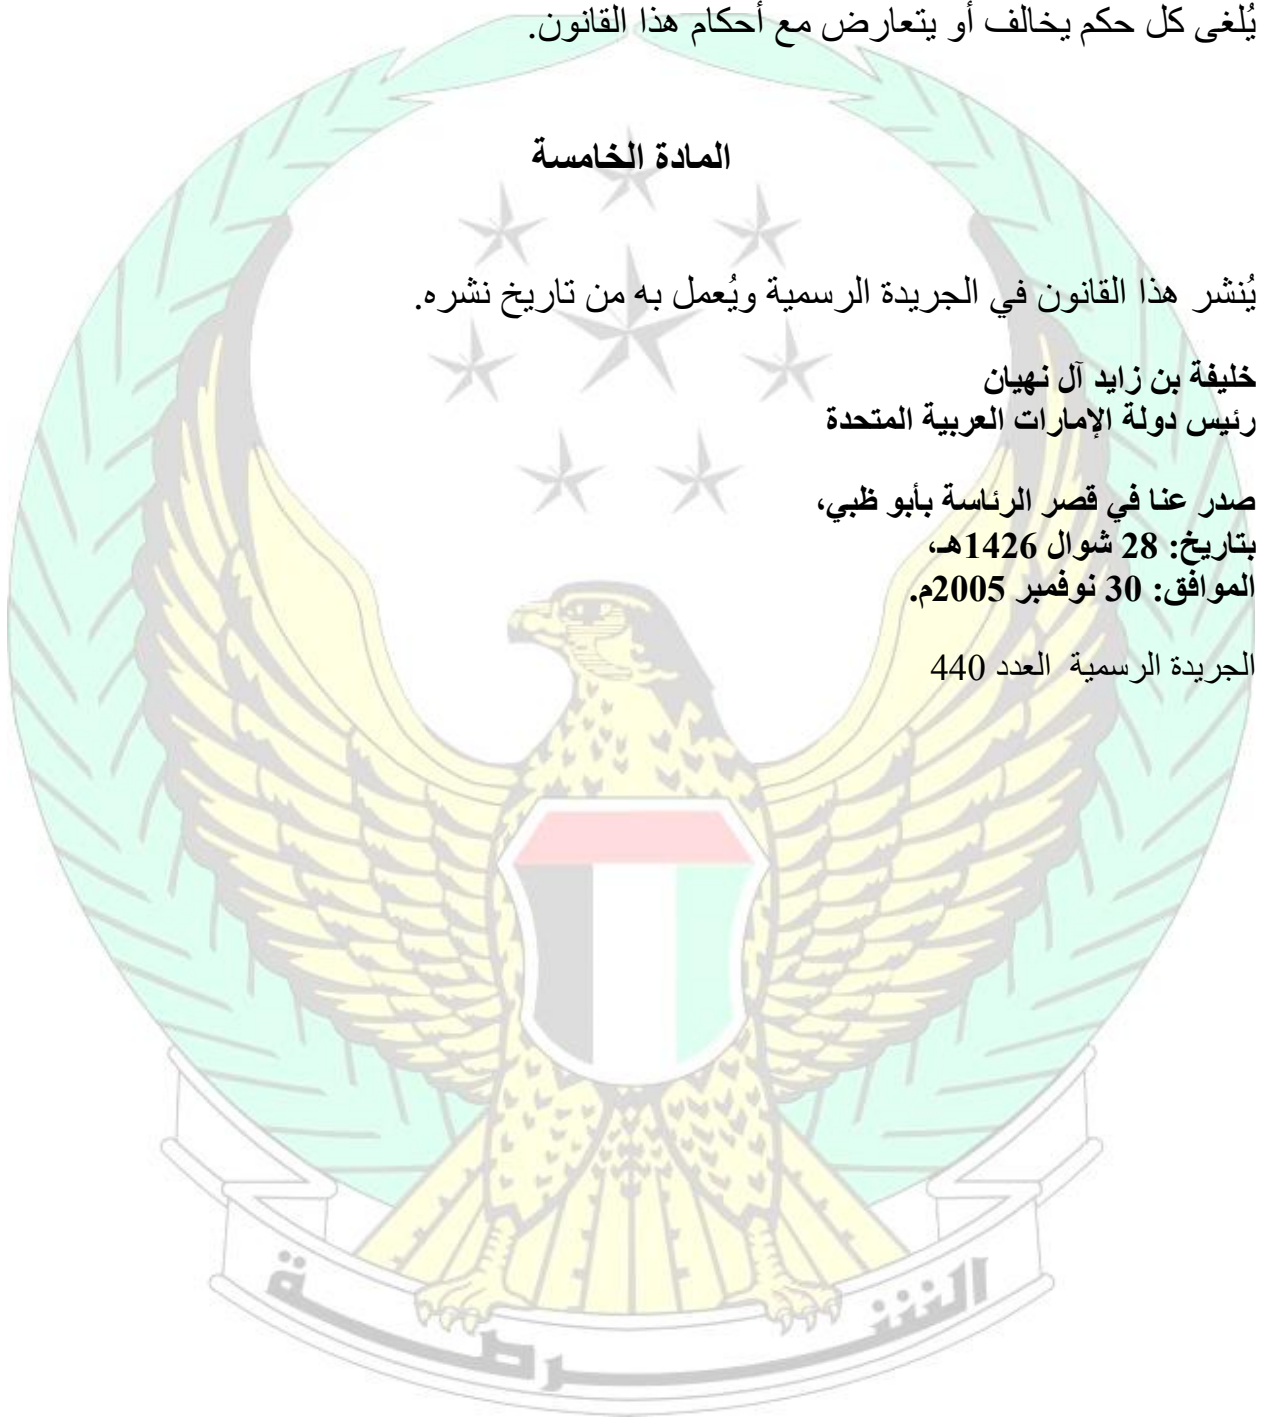 يُلغى كل حكم يخالف أو يتعارض مع أحكام هذا القانون.
المادة الخامسة
يُنشر هذا القانون في الجريدة الرسمية ويُعمل به من تاريخ نشره.
خليفة بن زايد آل نهيان
رئيس دولة الإمارات العربية المتحدة
صدر عنا في قصر الرئاسة بأبو ظبي،
بتاريخ: 28 شوال 1426هـ،
الموافق: 30 نوفمبر 2005م.
الجريدة الرسمية العدد 440
الشرطة